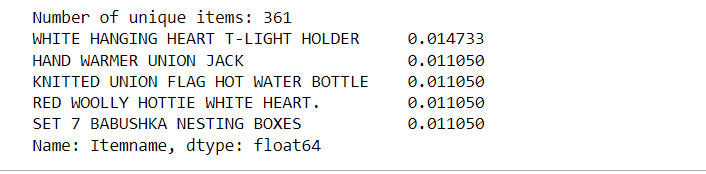 Number of unique items: 361
WHITE HANGING HEART T-LIGHT HOLDER     0.014733
HAND WARMER UNION JACK                 0.011050
KNITTED UNION FLAG HOT WATER BOTTLE    0.011050
RED WOOLLY HOTTIE WHITE HEART.         0.011050
SET 7 BABUSHKA NESTING BOXES           0.011050
Name: Itemname, dtype: float64